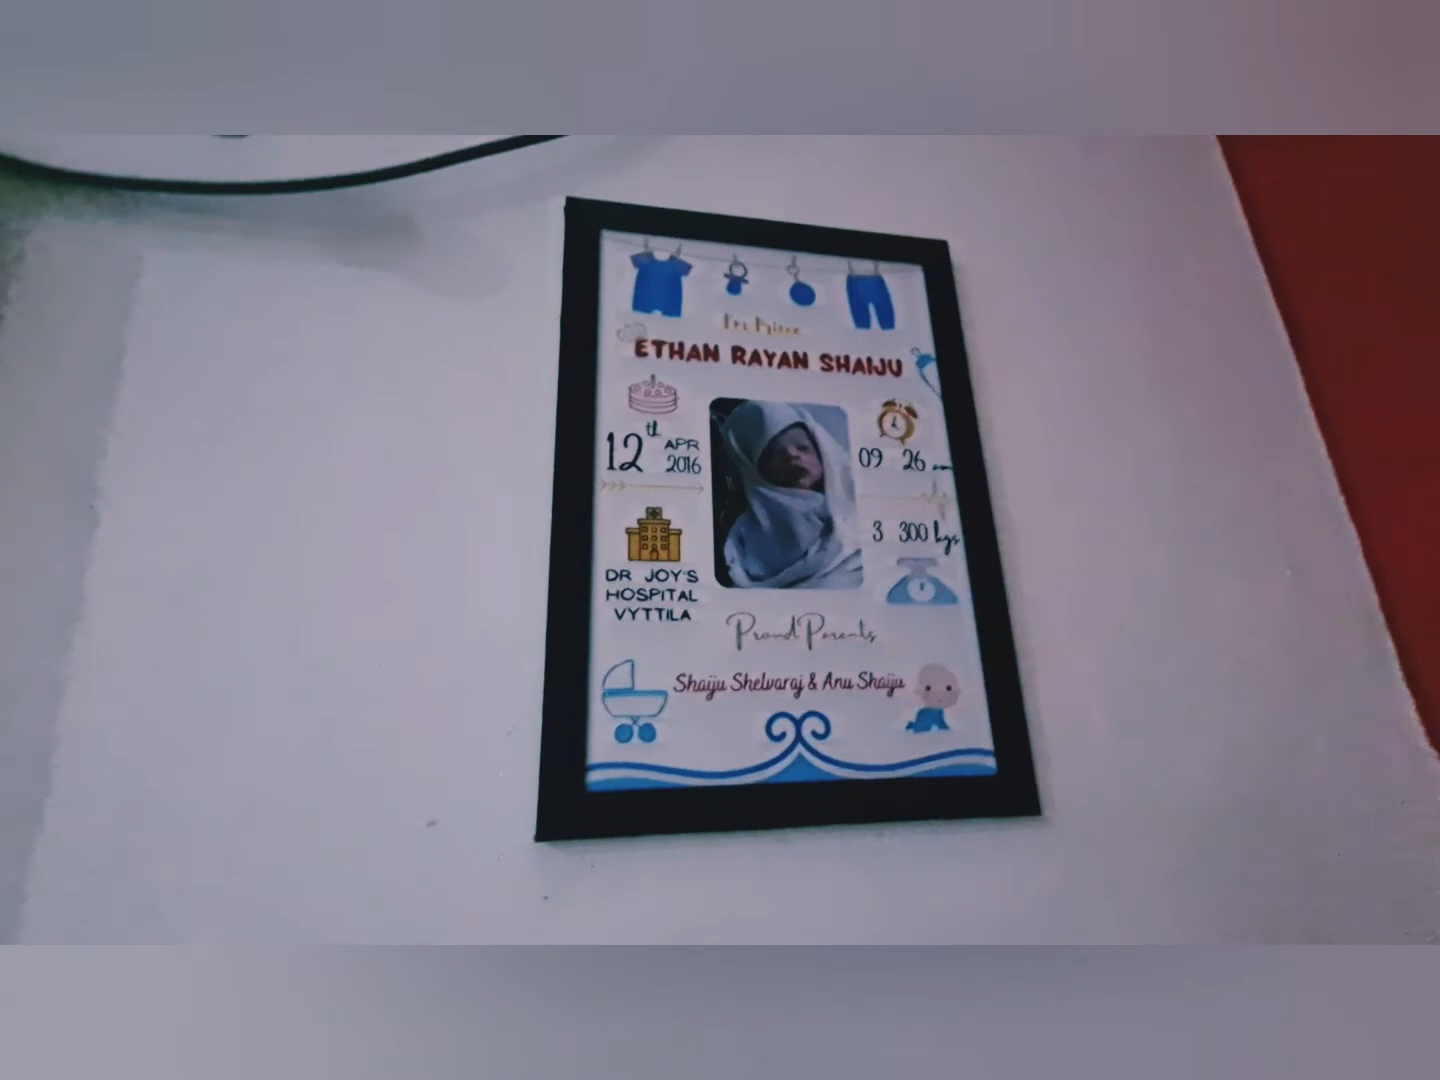 ETHAN RAYAN SHAIJU
12th APR 2016
09 26
3 300 kgs
DR JOY'S
HOSPITAL
VYTTILA
Proud Parents
Shaiju Shelvaraj & Anu Shaiju